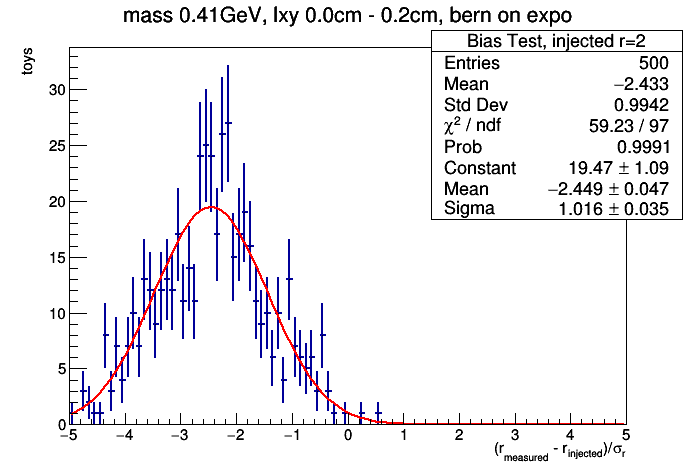 mass 0.41GeV, lxy 0.0cm - 0.2cm, bern on expo
toys
Bias Test, injected r=2
Entries 500
Mean −2.433
Std Dev 0.9942
χ² / ndf 59.23 / 97
Prob 0.9991
Constant 19.47 ± 1.09
Mean −2.449 ± 0.047
Sigma 1.016 ± 0.035
30
25
20
15
10
5
0
−5 −4 −3 −2 −1 0 1 2 3 4 5
(r_measured - r_injected)/σ_r